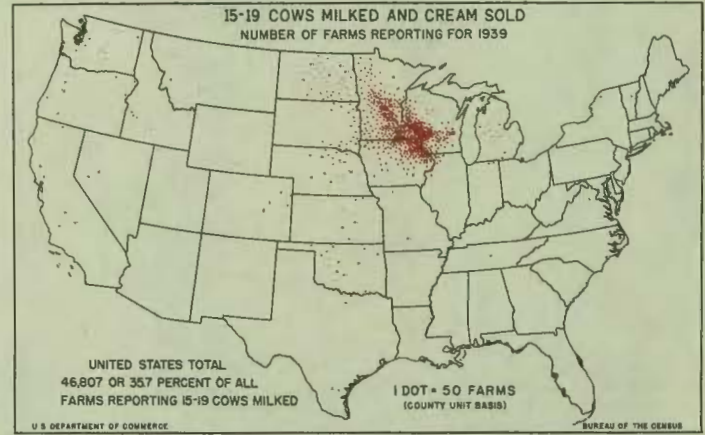 15-19 COWS MILKED AND CREAM SOLD
NUMBER OF FARMS REPORTING FOR 1939
UNITED STATES TOTAL
46,807 OR 35.7 PERCENT OF ALL
FARMS REPORTING 15-19 COWS MILKED
1 DOT = 50 FARMS
(COUNTY UNIT BASIS)
U S DEPARTMENT OF COMMERCE
BUREAU OF THE CENSUS